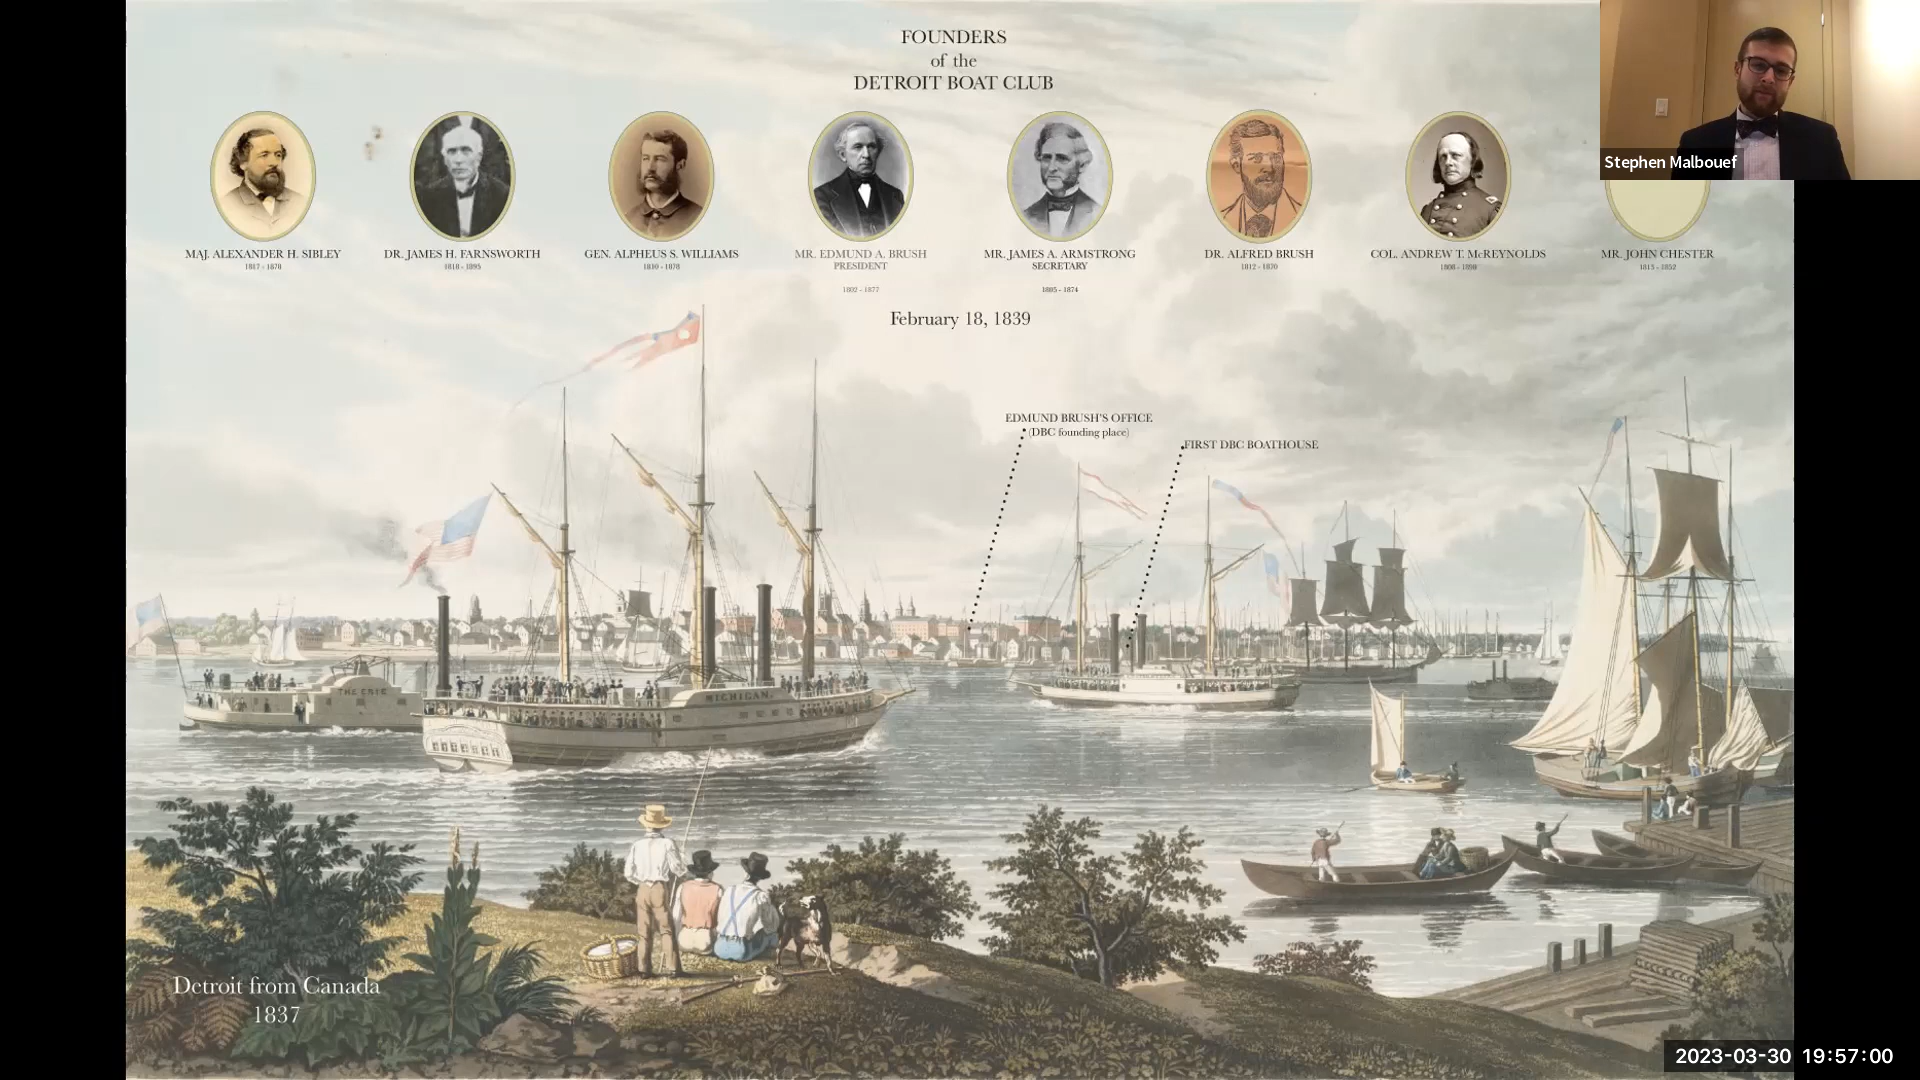 FOUNDERS
of the
DETROIT BOAT CLUB
Stephen Malbouef
MAJ. ALEXANDER H. SIBLEY
1817 - 1878
DR. JAMES H. FARNSWORTH
1818 - 1895
GEN. ALPHEUS S. WILLIAMS
1810 - 1878
MR. EDMUND A. BRUSH
PRESIDENT
1802 - 1877
MR. JAMES A. ARMSTRONG
SECRETARY
1805 - 1874
DR. ALFRED BRUSH
1812 - 1870
COL. ANDREW T. McREYNOLDS
1808 - 1898
MR. JOHN CHESTER
1813 - 1852
February 18, 1839
EDMUND BRUSH'S OFFICE
(DBC founding place)
FIRST DBC BOATHOUSE
THE ERIE
MICHIGAN.
Detroit from Canada
1837
2023-03-30 19:57:00